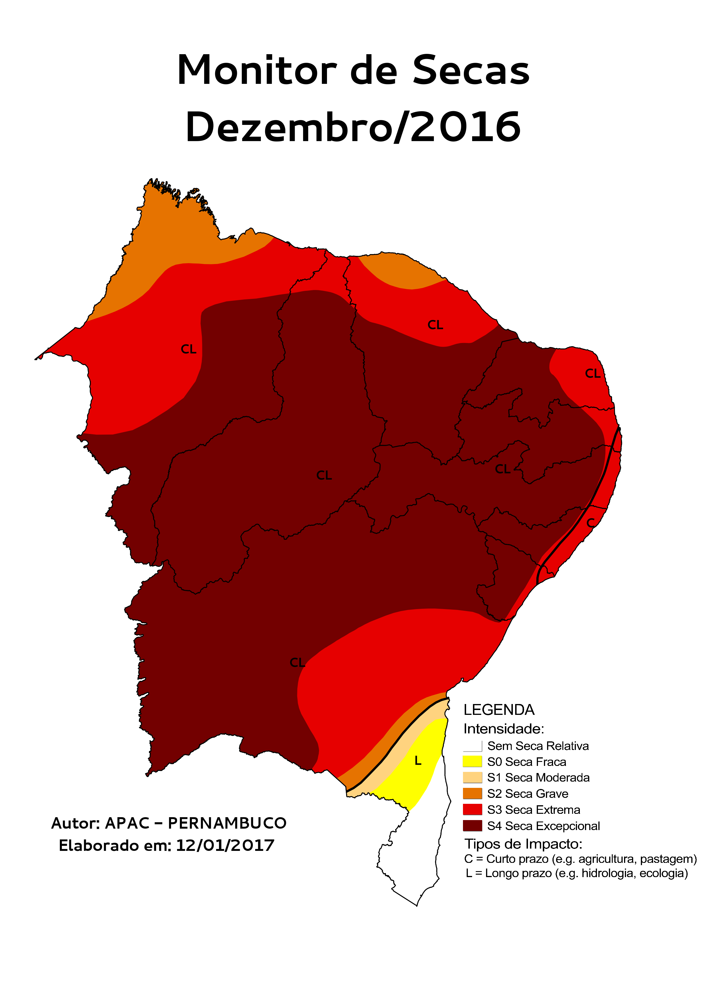 Monitor de Secas
Dezembro/2016
CL
CL
CL
CL
CL
C
CL
L
LEGENDA
Intensidade:
Sem Seca Relativa
S0 Seca Fraca
S1 Seca Moderada
S2 Seca Grave
S3 Seca Extrema
S4 Seca Excepcional
Tipos de Impacto:
C = Curto prazo (e.g. agricultura, pastagem)
L = Longo prazo (e.g. hidrologia, ecologia)
Autor: APAC - PERNAMBUCO
Elaborado em: 12/01/2017